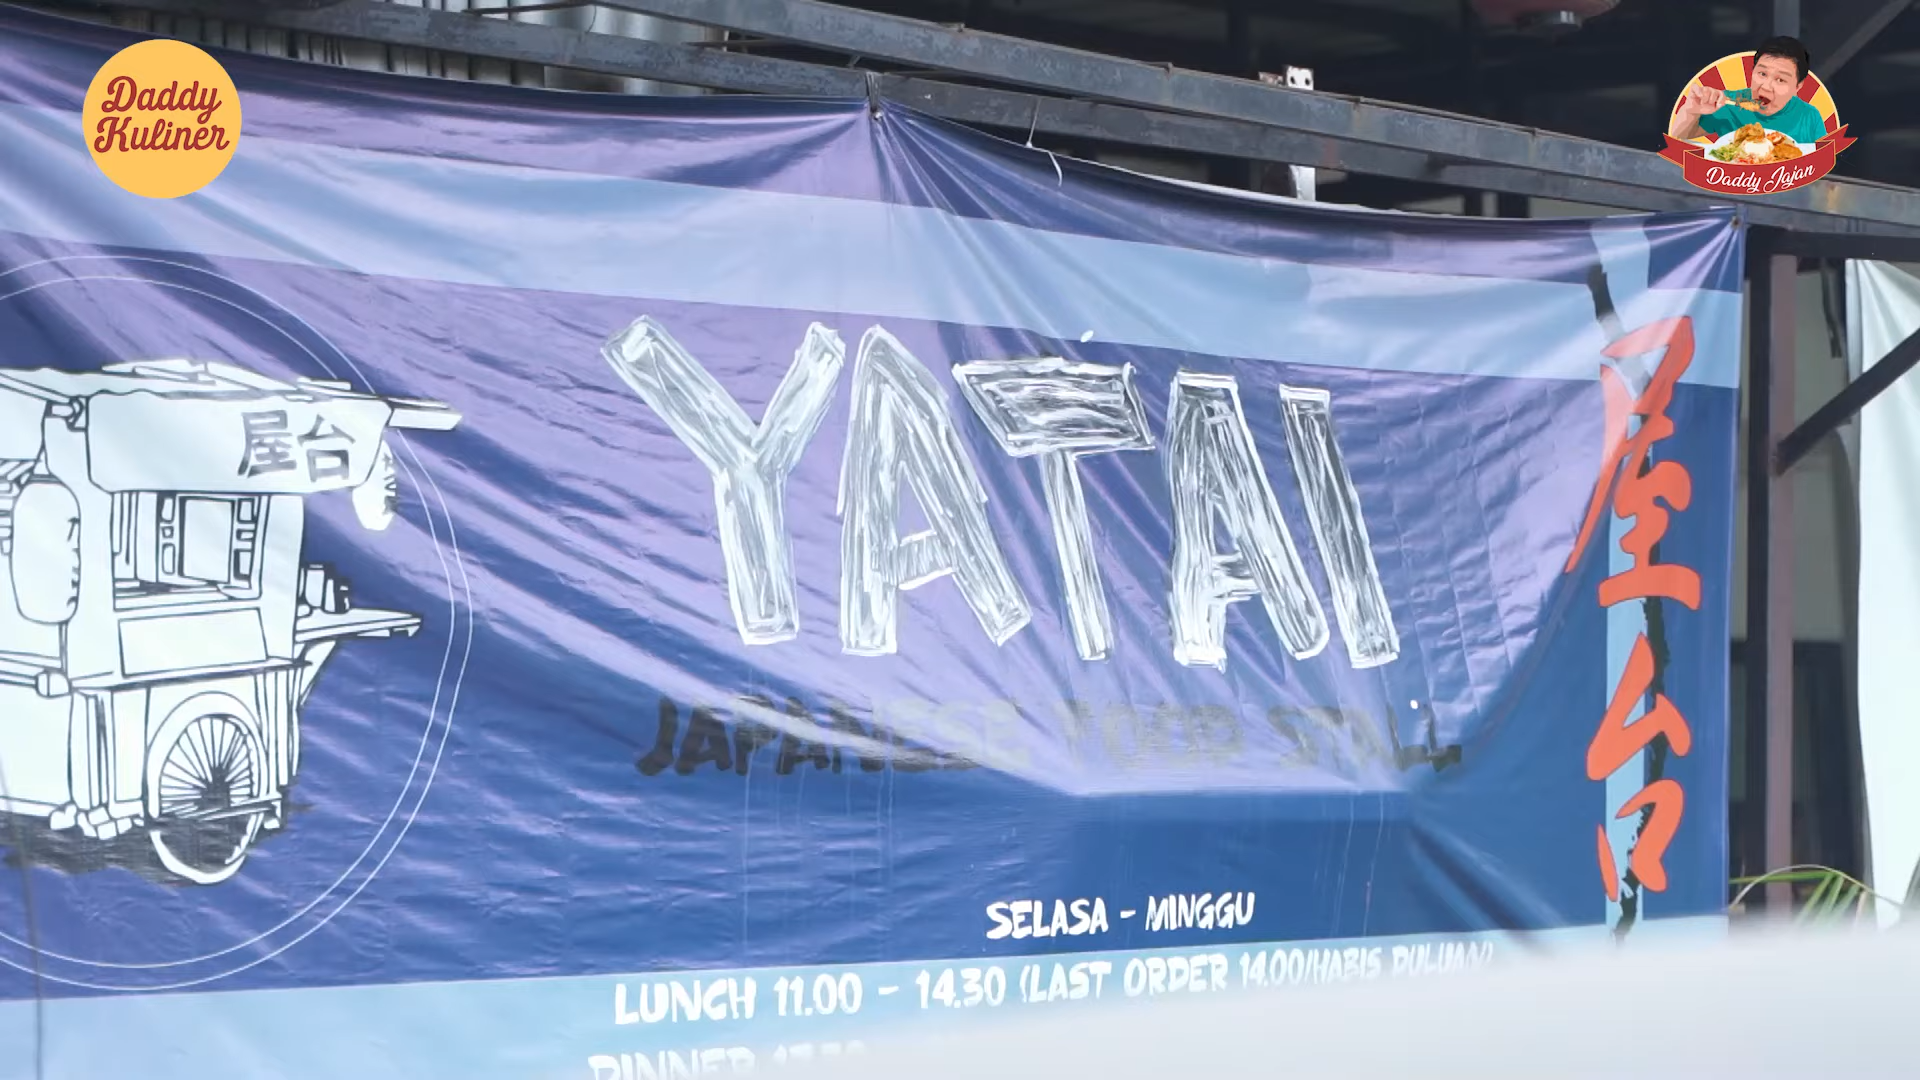 Daddy
Kuliner
Daddy Jajan
屋台
YATAI
JAPANESE FOOD STALL
屋台
SELASA - MINGGU
LUNCH 11.00 - 14.30 (LAST ORDER 14.00/HABIS DULUAN)
DINNER